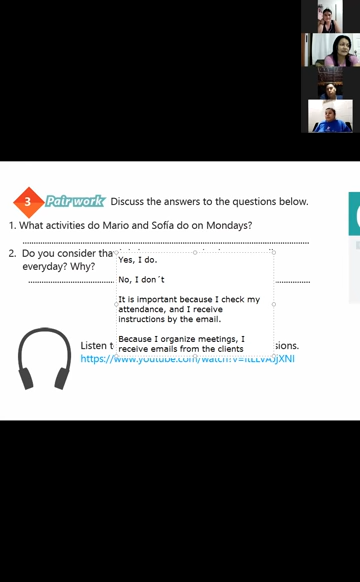 3 Pair work Discuss the answers to the questions below.
1. What activities do Mario and Sofía do on Mondays?
2. Do you consider that
everyday? Why?
Yes, I do.
No, I don´t
It is important because I check my
attendance, and I receive
instructions by the email.
Because I organize meetings, I
receive emails from the clients
Listen
sions.